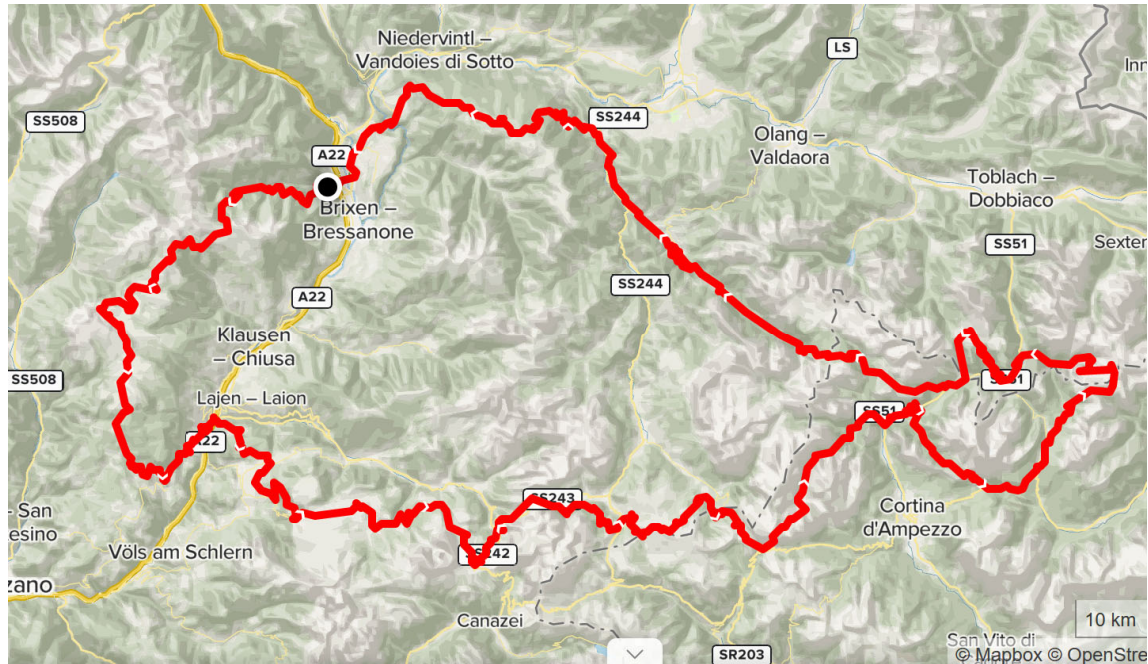 Niedervintl –
Vandoies di Sotto
LS
Inn
SS508
SS244
A22
Olang –
Valdaora
Toblach –
Dobbiaco
Brixen –
Bressanone
SS51
Sexten
SS244
A22
Klausen
– Chiusa
SS508
SS51
Lajen – Laion
SS51
A22
– San
esino
SS243
Cortina
d'Ampezzo
Völs am Schlern
SS242
zano
10 km
Canazei
San Vito di
SR203
© Mapbox © OpenStre